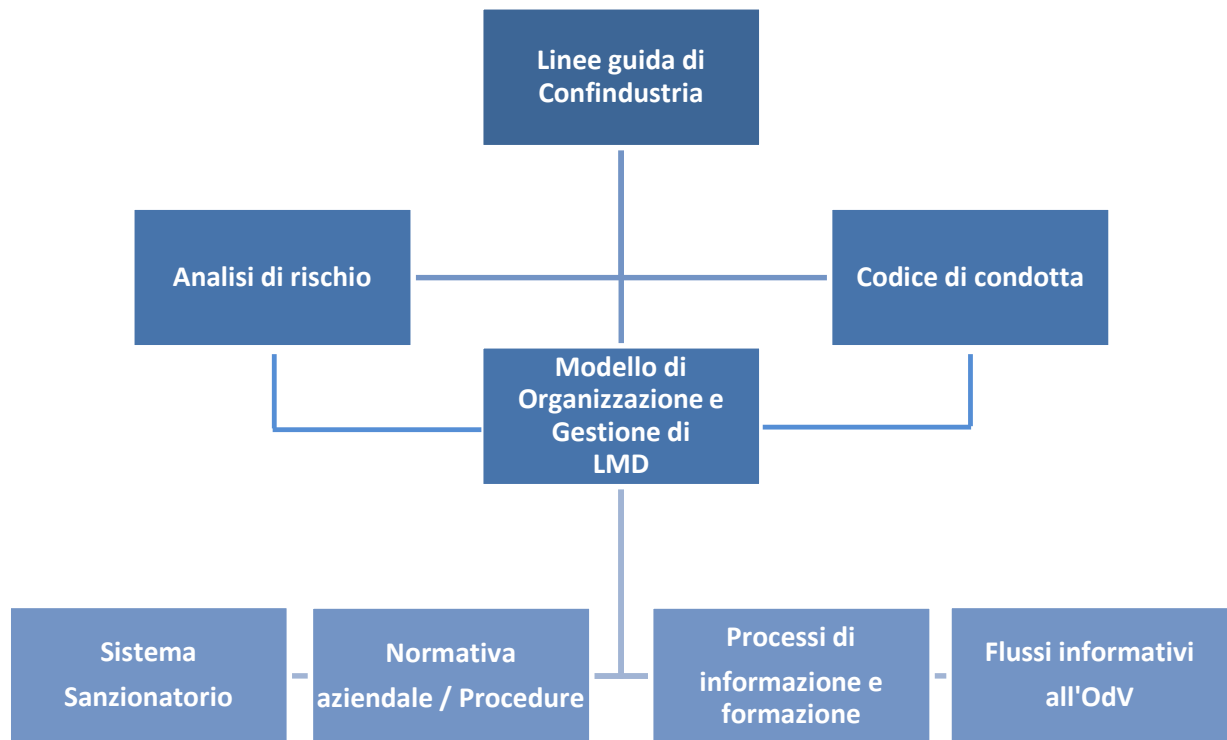 Linee guida di
Confindustria
Analisi di rischio
Codice di condotta
Modello di
Organizzazione e
Gestione di
LMD
Sistema
Sanzionatorio
Normativa
aziendale / Procedure
Processi di
informazione e
formazione
Flussi informativi
all'OdV